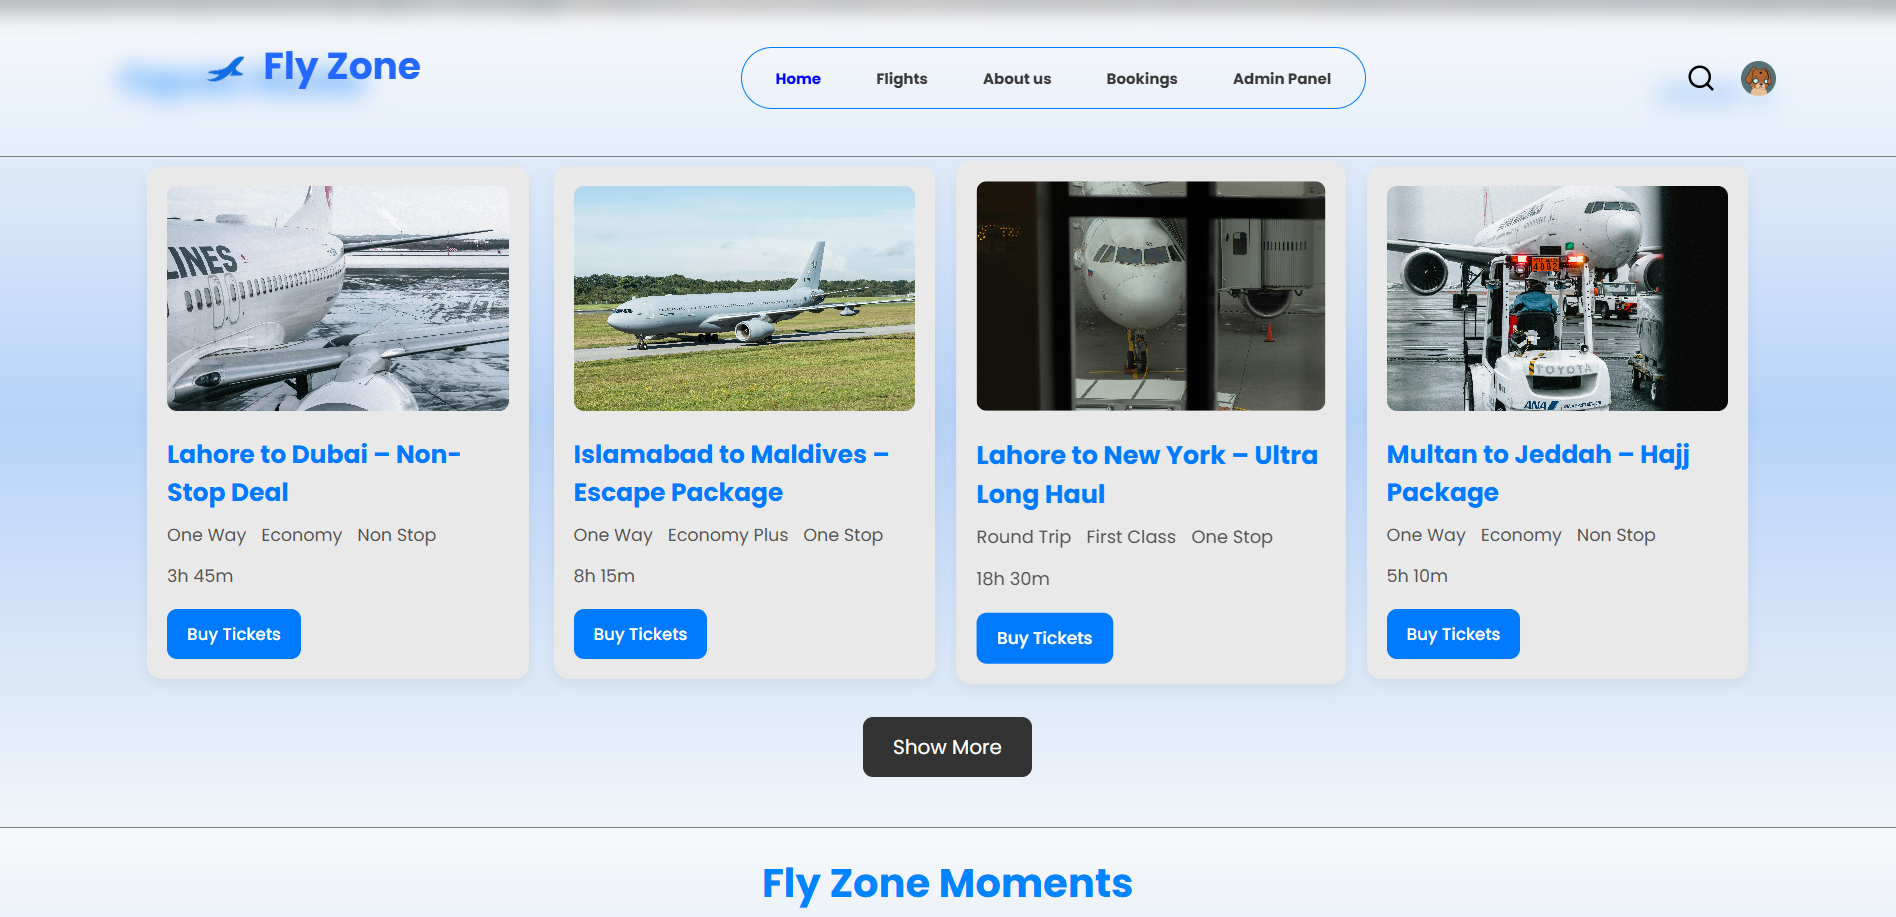 Fly Zone
Home Flights About us Bookings Admin Panel
LINES
4862
TOYOTA
ANA
Lahore to Dubai – Non-
Stop Deal
One Way Economy Non Stop
3h 45m
Buy Tickets
Islamabad to Maldives –
Escape Package
One Way Economy Plus One Stop
8h 15m
Buy Tickets
Lahore to New York – Ultra
Long Haul
Round Trip First Class One Stop
18h 30m
Buy Tickets
Multan to Jeddah – Hajj
Package
One Way Economy Non Stop
5h 10m
Buy Tickets
Show More
Fly Zone Moments